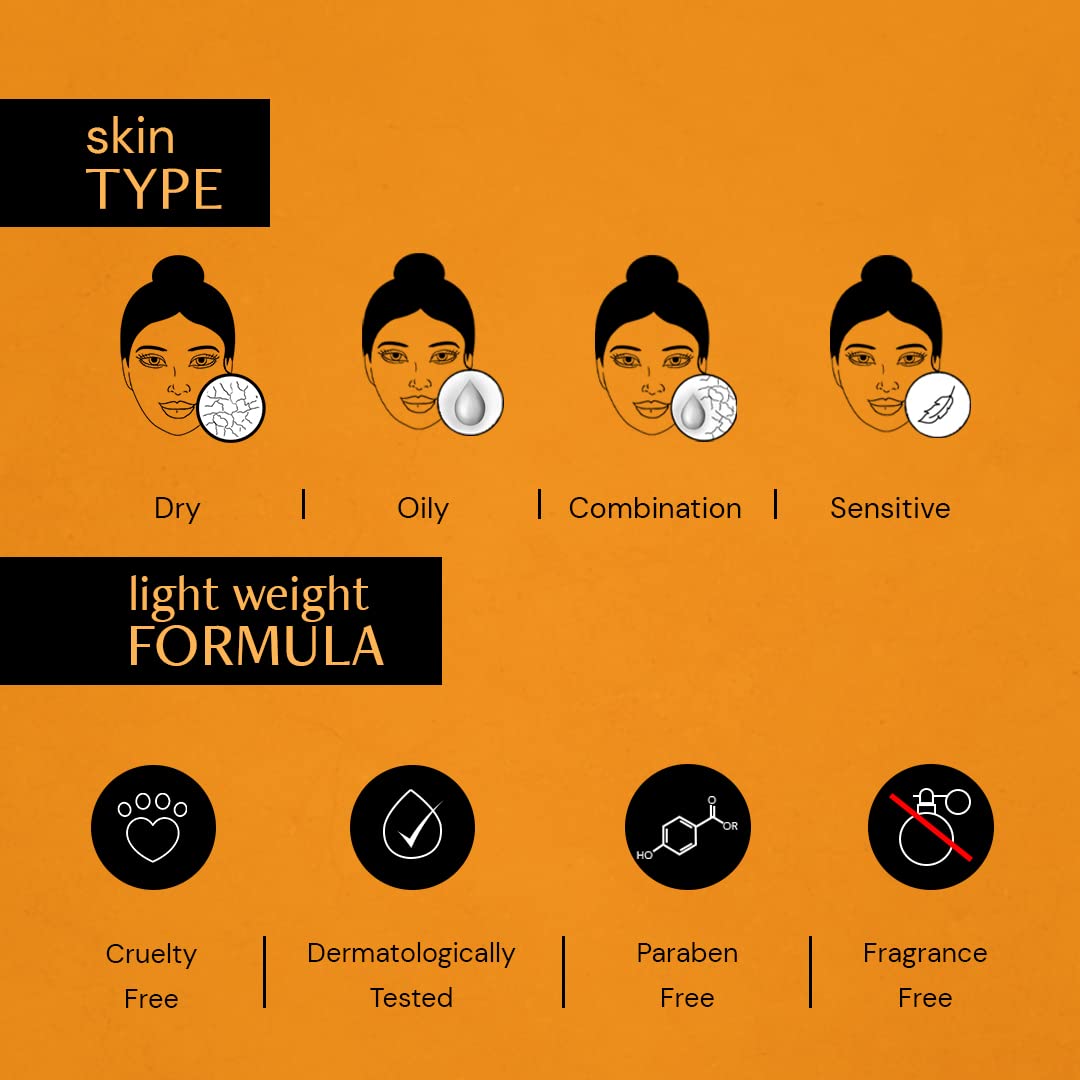 skin
TYPE
Dry | Oily | Combination | Sensitive
light weight
FORMULA
O
OR
HO
Cruelty
Free
Dermatologically
Tested
Paraben
Free
Fragrance
Free